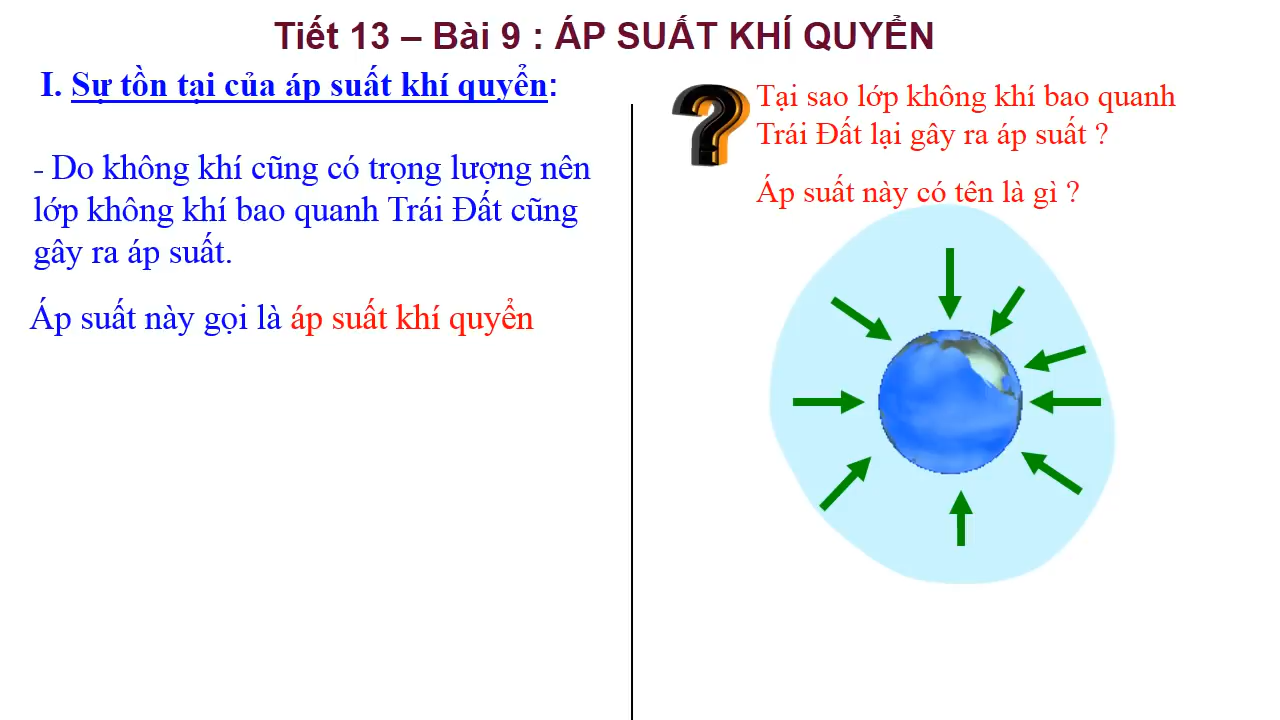 Tiết 13 – Bài 9 : ÁP SUẤT KHÍ QUYỂN
I. Sự tồn tại của áp suất khí quyển:
- Do không khí cũng có trọng lượng nên
lớp không khí bao quanh Trái Đất cũng
gây ra áp suất.
Áp suất này gọi là áp suất khí quyển
Tại sao lớp không khí bao quanh
Trái Đất lại gây ra áp suất ?
Áp suất này có tên là gì ?